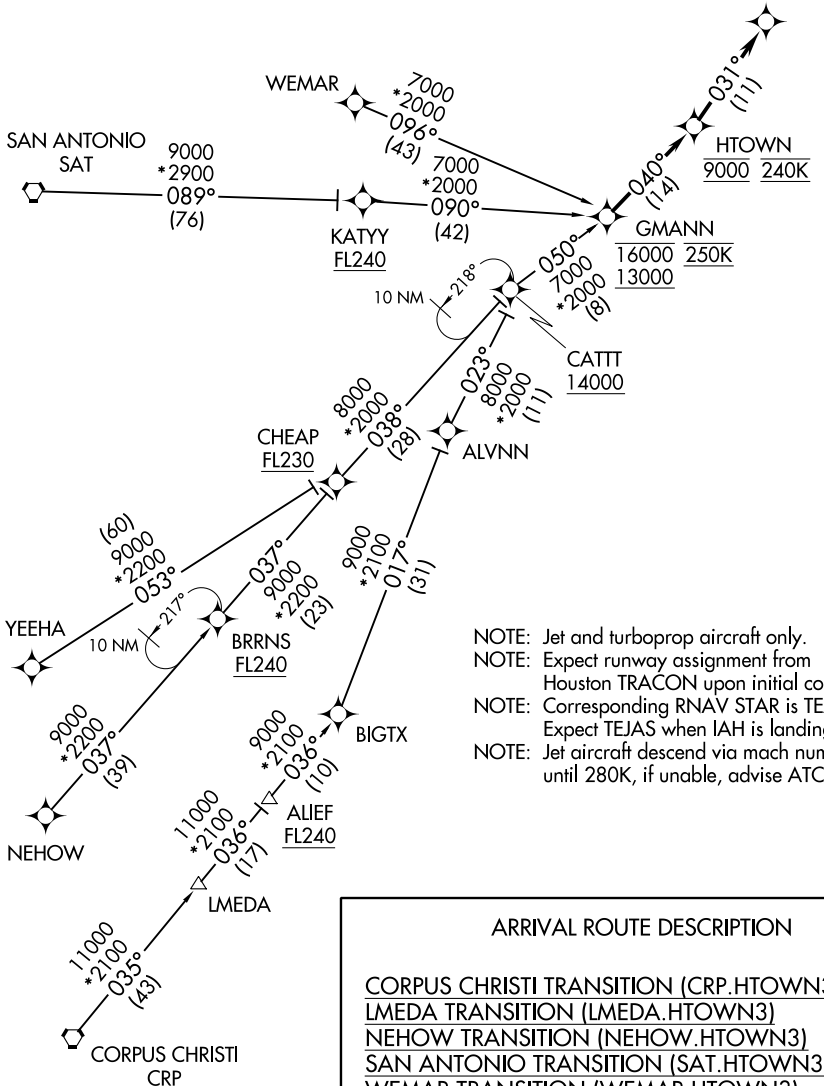 031°
(11)
WEMAR
7000
*2000
096°
(43)
SAN ANTONIO
SAT
9000
*2900
089°
(76)
7000
*2000
090°
(42)
KATYY
FL240
HTOWN
9000 240K
040°
(14)
GMANN
16000 250K
13000
050°
7000
*2000
(8)
10 NM
218°
CATTT
14000
023°
8000
*2000
(11)
8000
*2000
038°
(28)
CHEAP
FL230
ALVNN
(60)
9000
*2200
053°
037°
9000
*2200
(23)
9000
*2100
017°
(31)
YEEHA
10 NM
217°
BRRNS
FL240
9000
*2200
037°
(39)
NEHOW
BIGTX
9000
*2100
036°
(10)
ALIEF
FL240
11000
*2100
036°
(17)
LMEDA
11000
*2100
035°
(43)
CORPUS CHRISTI
CRP
NOTE: Jet and turboprop aircraft only.
NOTE: Expect runway assignment from
Houston TRACON upon initial co
NOTE: Corresponding RNAV STAR is TE
Expect TEJAS when IAH is landing
NOTE: Jet aircraft descend via mach num
until 280K, if unable, advise ATC
ARRIVAL ROUTE DESCRIPTION
CORPUS CHRISTI TRANSITION (CRP.HTOWN3
LMEDA TRANSITION (LMEDA.HTOWN3)
NEHOW TRANSITION (NEHOW.HTOWN3)
SAN ANTONIO TRANSITION (SAT.HTOWN3
WEMAR TRANSITION (WEMAR.HTOWN3)